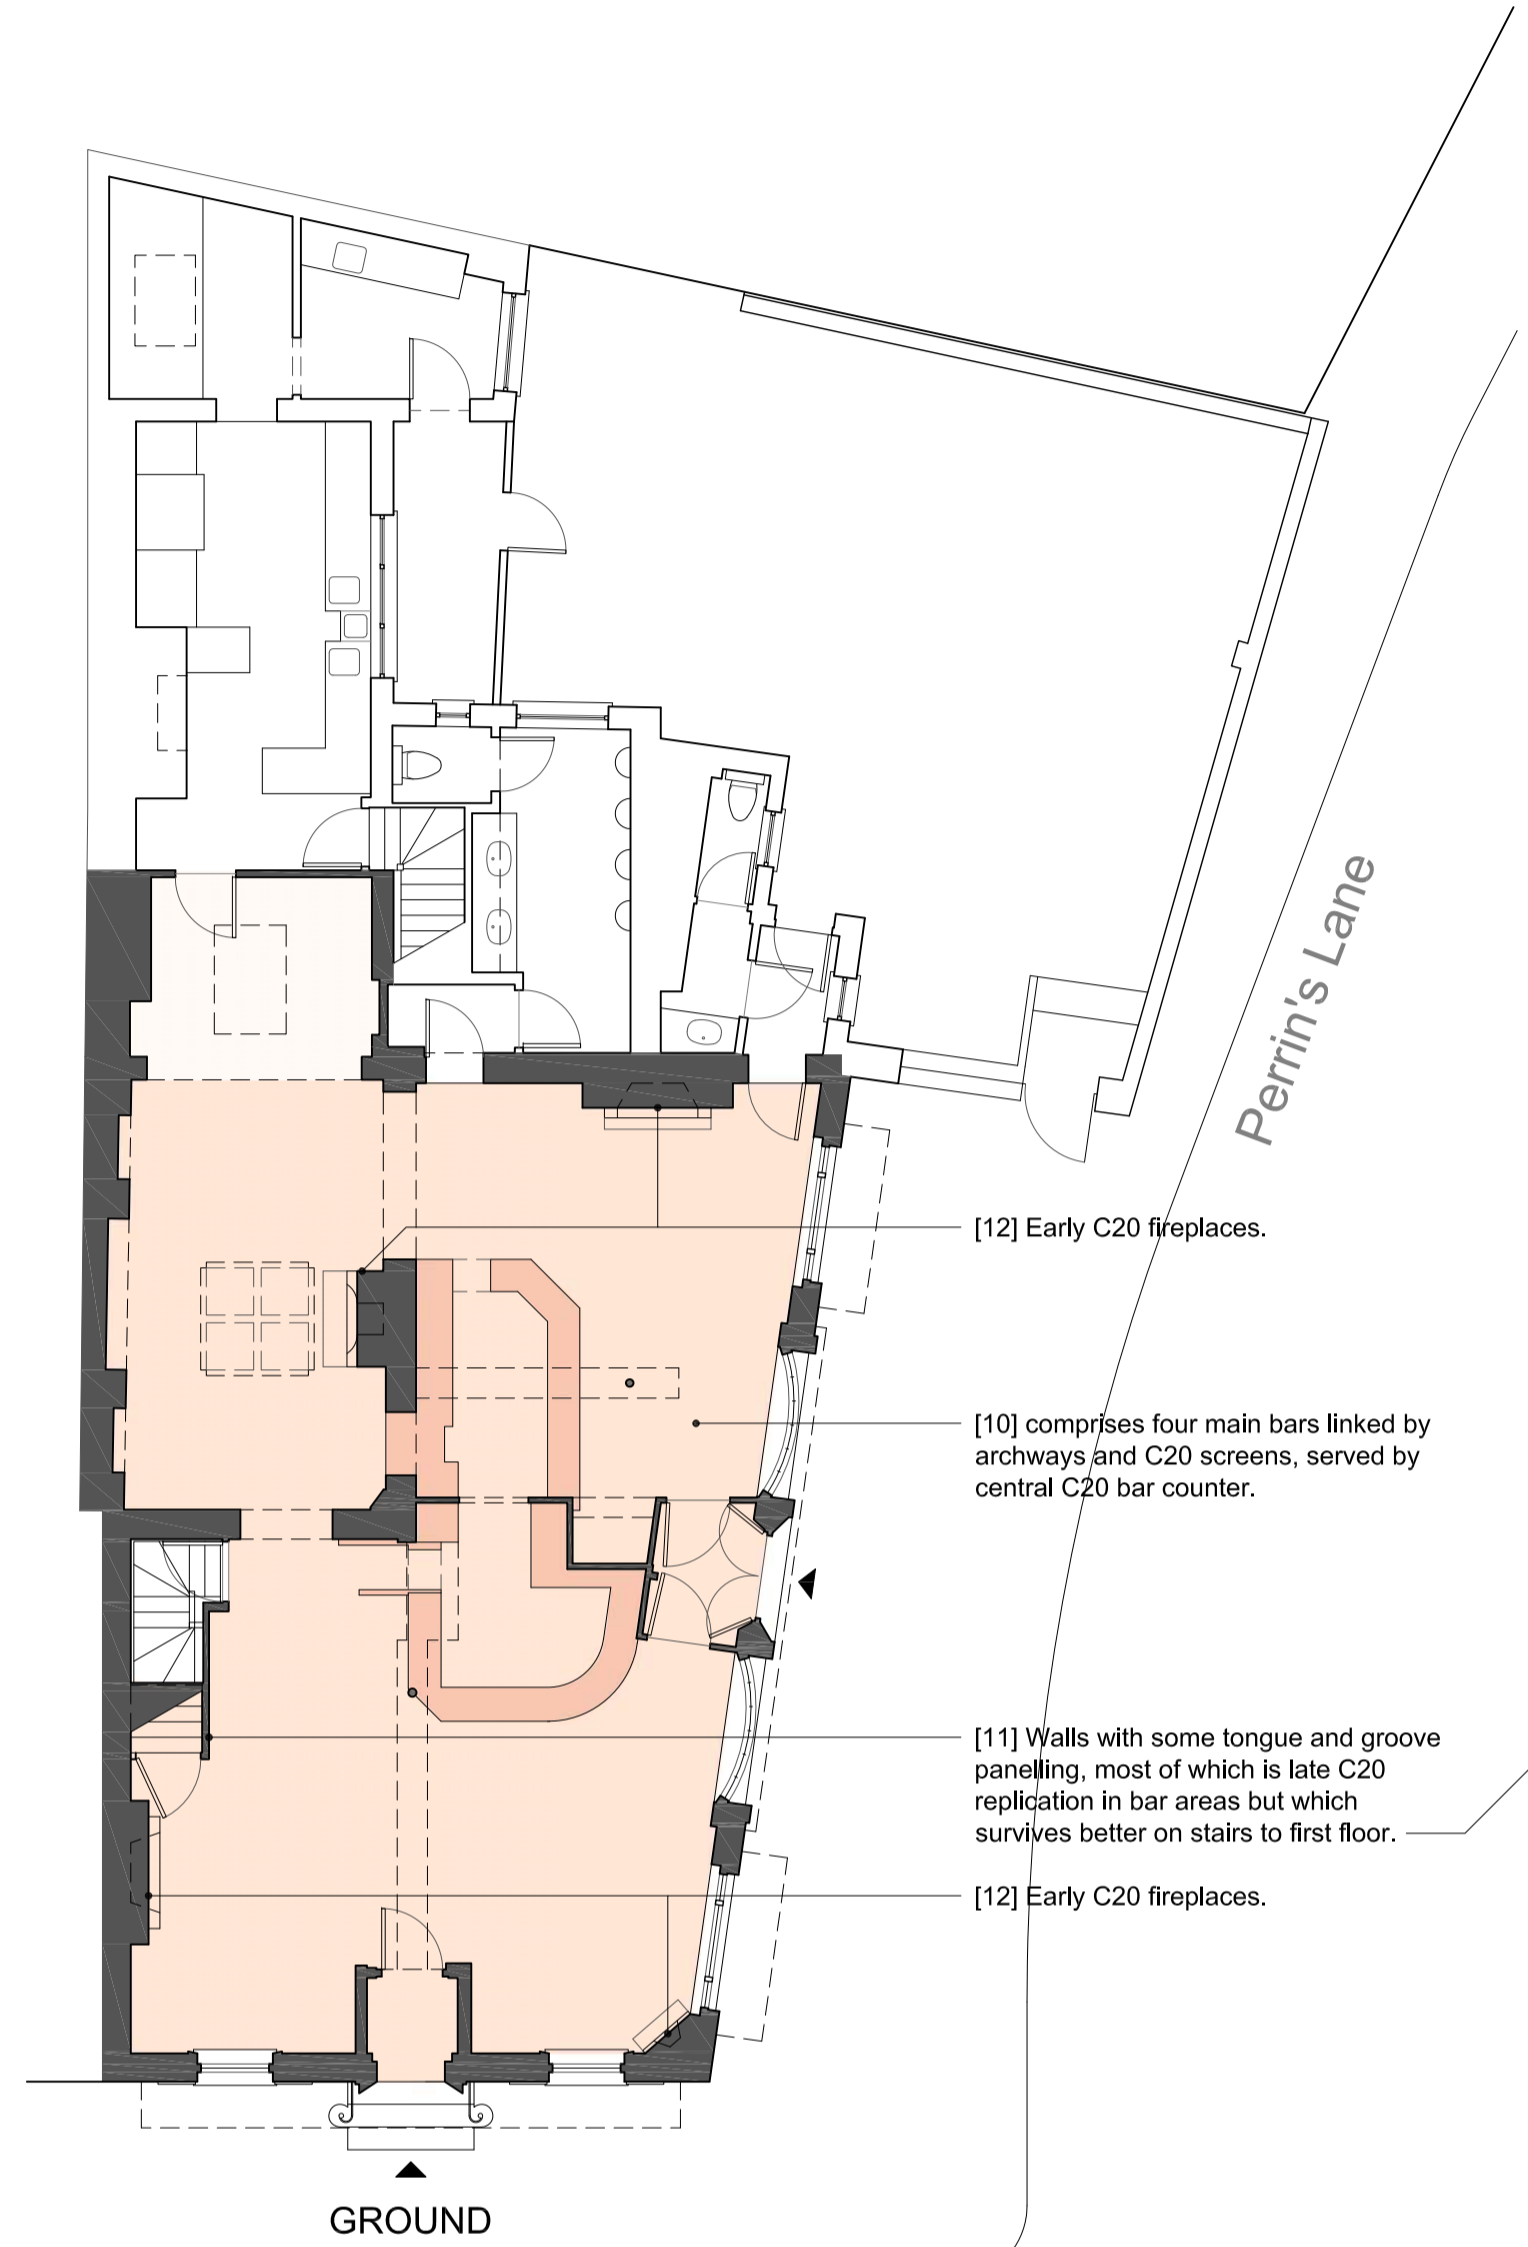 Perrin's Lane
[12] Early C20 fireplaces.
[10] comprises four main bars linked by
archways and C20 screens, served by
central C20 bar counter.
[11] Walls with some tongue and groove
panelling, most of which is late C20
replication in bar areas but which
survives better on stairs to first floor.
[12] Early C20 fireplaces.
GROUND